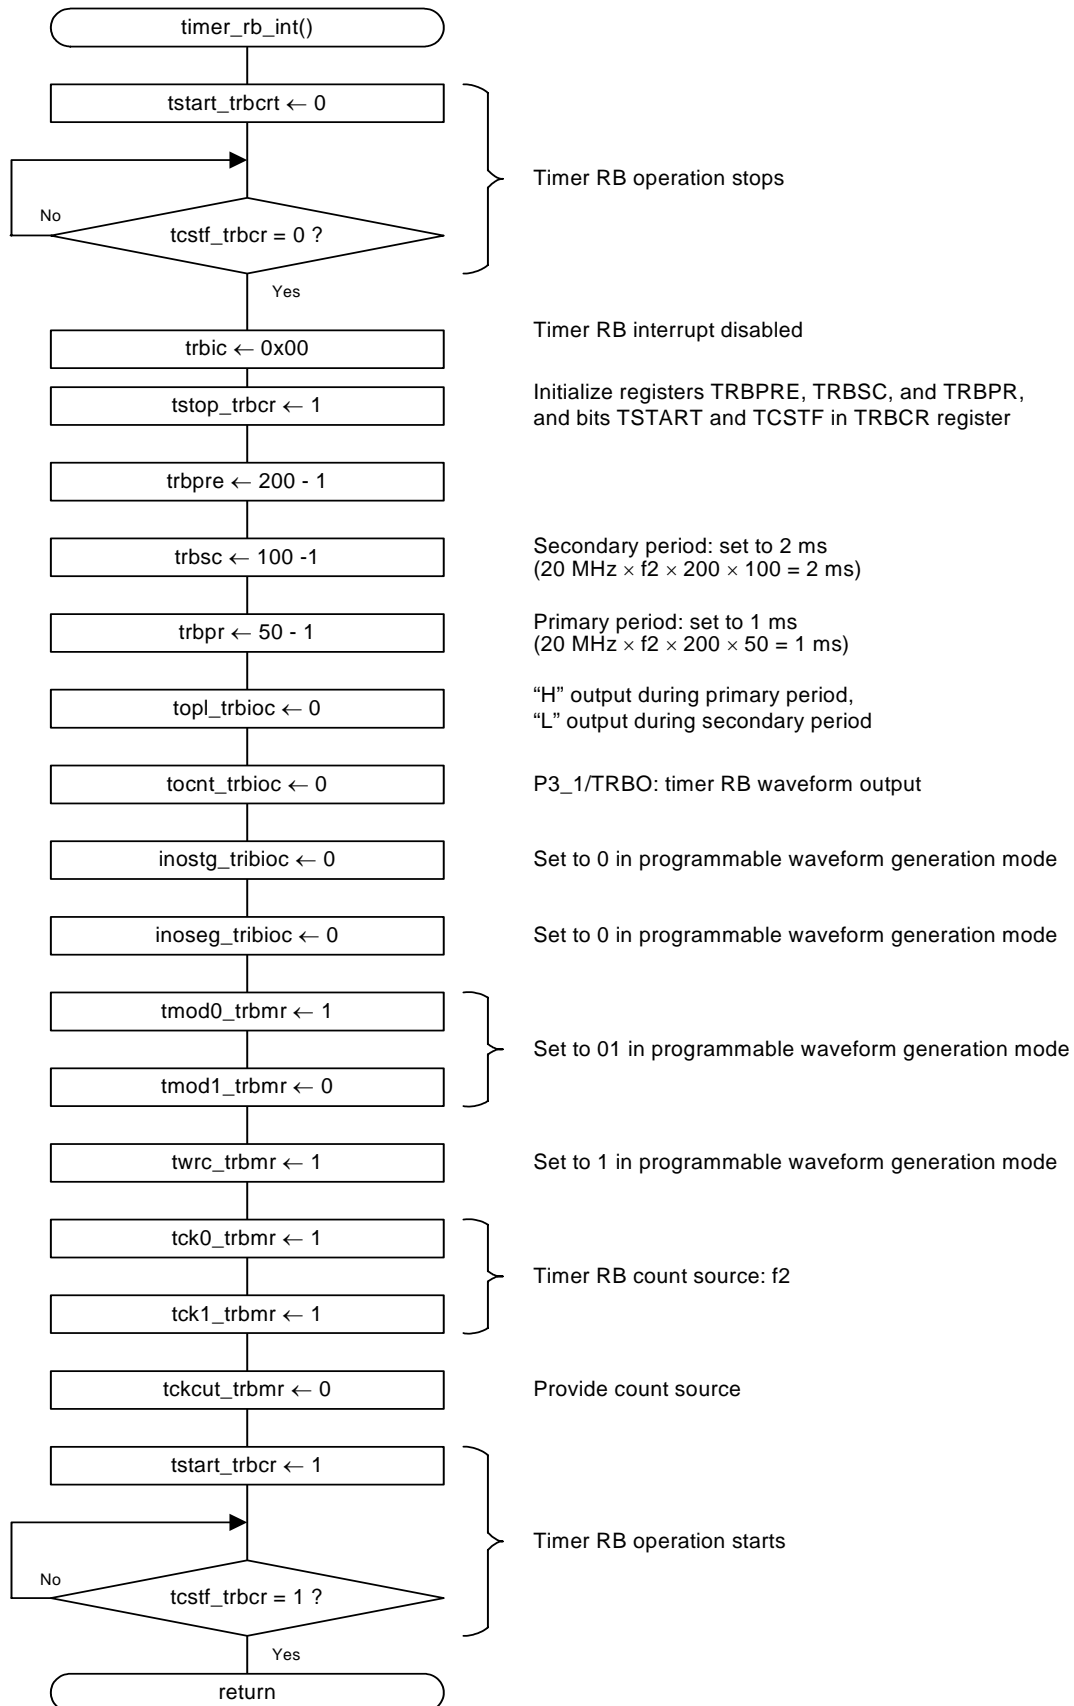 timer_rb_int()
tstart_trbcrt ← 0
Timer RB operation stops
No
tcstf_trbcr = 0 ?
Yes
trbic ← 0x00
Timer RB interrupt disabled
tstop_trbcr ← 1
Initialize registers TRBPRE, TRBSC, and TRBPR,
and bits TSTART and TCSTF in TRBCR register
trbpre ← 200 - 1
trbsc ← 100 -1
Secondary period: set to 2 ms
(20 MHz × f2 × 200 × 100 = 2 ms)
trbpr ← 50 - 1
Primary period: set to 1 ms
(20 MHz × f2 × 200 × 50 = 1 ms)
topl_trbioc ← 0
“H” output during primary period,
“L” output during secondary period
tocnt_trbioc ← 0
P3_1/TRBO: timer RB waveform output
inostg_tribioc ← 0
Set to 0 in programmable waveform generation mode
inoseg_tribioc ← 0
Set to 0 in programmable waveform generation mode
tmod0_trbmr ← 1
Set to 01 in programmable waveform generation mode
tmod1_trbmr ← 0
twrc_trbmr ← 1
Set to 1 in programmable waveform generation mode
tck0_trbmr ← 1
Timer RB count source: f2
tck1_trbmr ← 1
tckcut_trbmr ← 0
Provide count source
tstart_trbcr ← 1
Timer RB operation starts
No
tcstf_trbcr = 1 ?
Yes
return